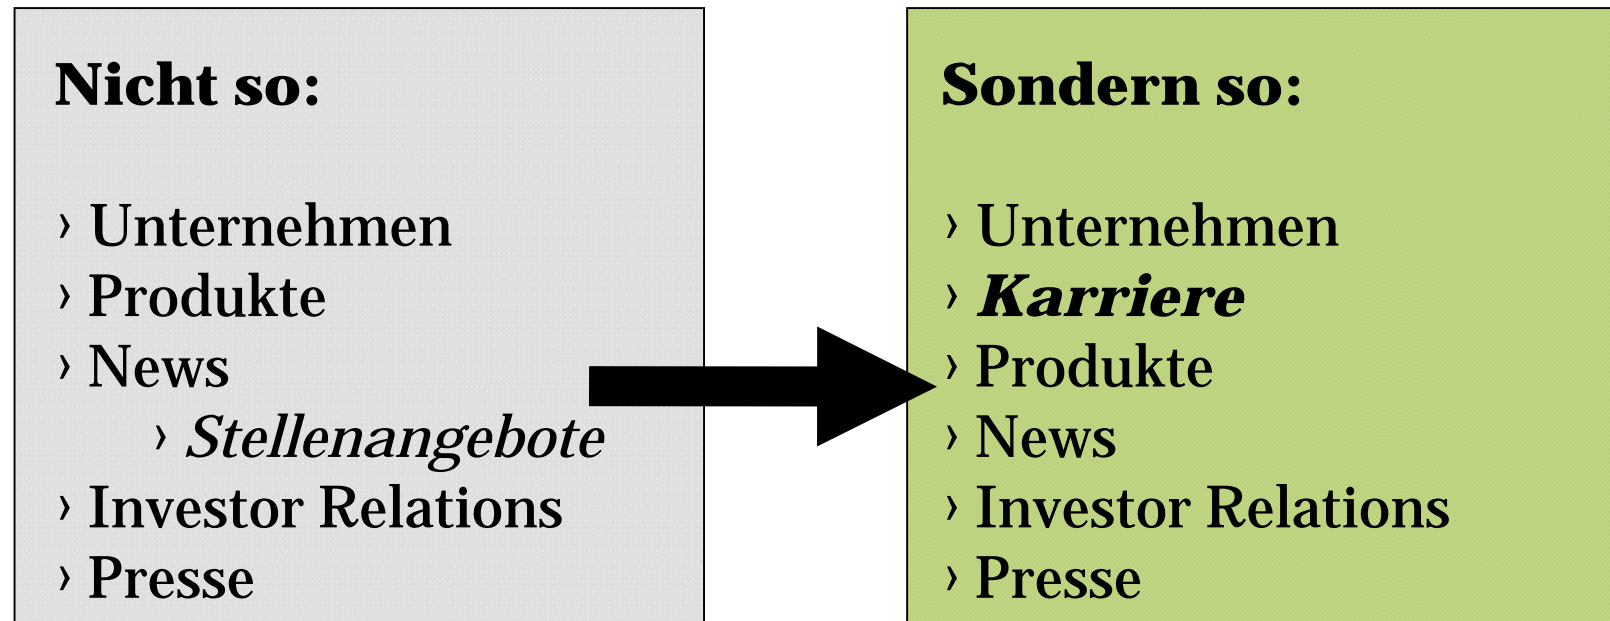 Nicht so:
› Unternehmen
› Produkte
› News
› Stellenangebote
› Investor Relations
› Presse
Sondern so:
› Unternehmen
› Karriere
› Produkte
› News
› Investor Relations
› Presse